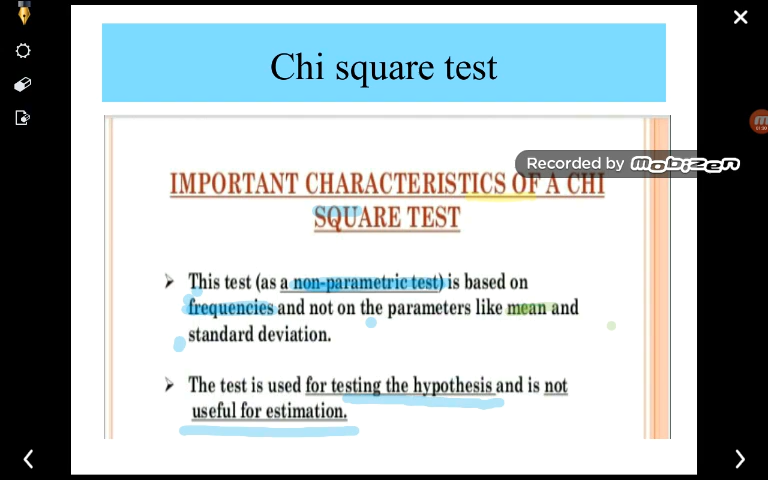 Chi square test
Recorded by mobizen
IMPORTANT CHARACTERISTICS OF A CHI
SQUARE TEST
➤ This test (as a non-parametric test) is based on
frequencies and not on the parameters like mean and
standard deviation.
➤ The test is used for testing the hypothesis and is not
useful for estimation.